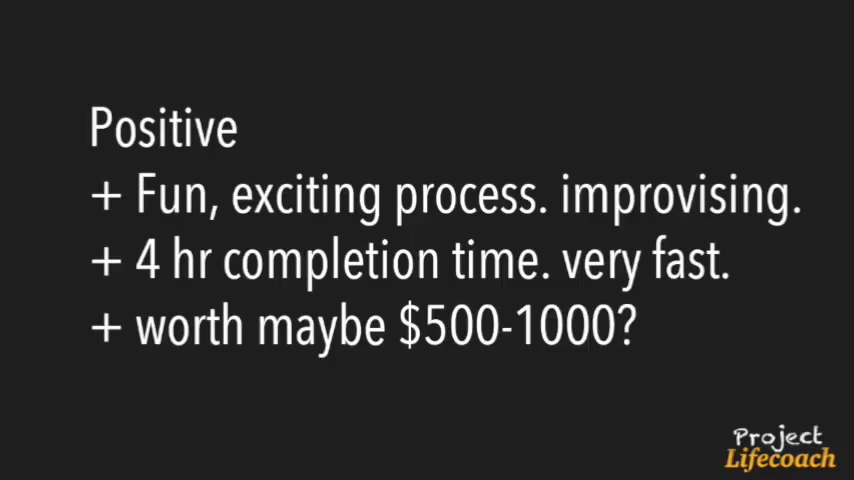 Positive
+ Fun, exciting process. improvising.
+ 4 hr completion time. very fast.
+ worth maybe $500-1000?
Project
Lifecoach